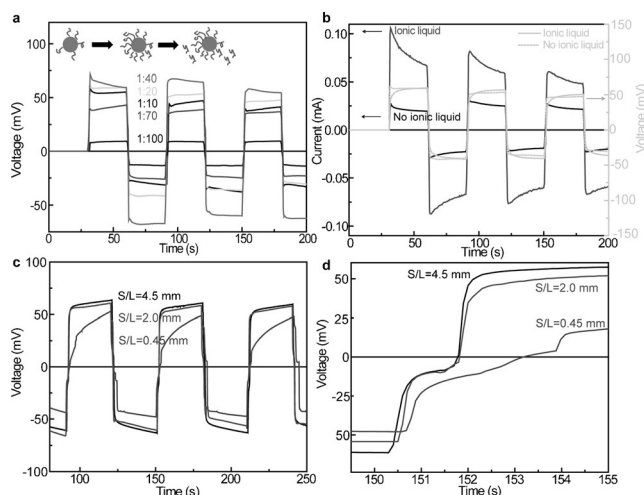 a
100
50
0
-50
Voltage (mV)
1:40
1:20
1:10
1:70
1:100
0
50
100
150
200
Time (s)
b
0.10
0.05
0.00
-0.05
-0.10
Current (mA)
Ionic liquid
No ionic liquid
Ionic liquid
No ionic liquid
150
100
50
0
-50
-100
-150
Voltage (mV)
0
50
100
150
200
Time (s)
c
100
50
0
-50
-100
Voltage (mV)
S/L=4.5 mm
S/L=2.0 mm
S/L=0.45 mm
100
150
200
250
Time (s)
d
50
0
50
Voltage (mV)
S/L=4.5 mm
S/L=2.0 mm
S/L=0.45 mm
150
151
152
153
154
155
Time (s)